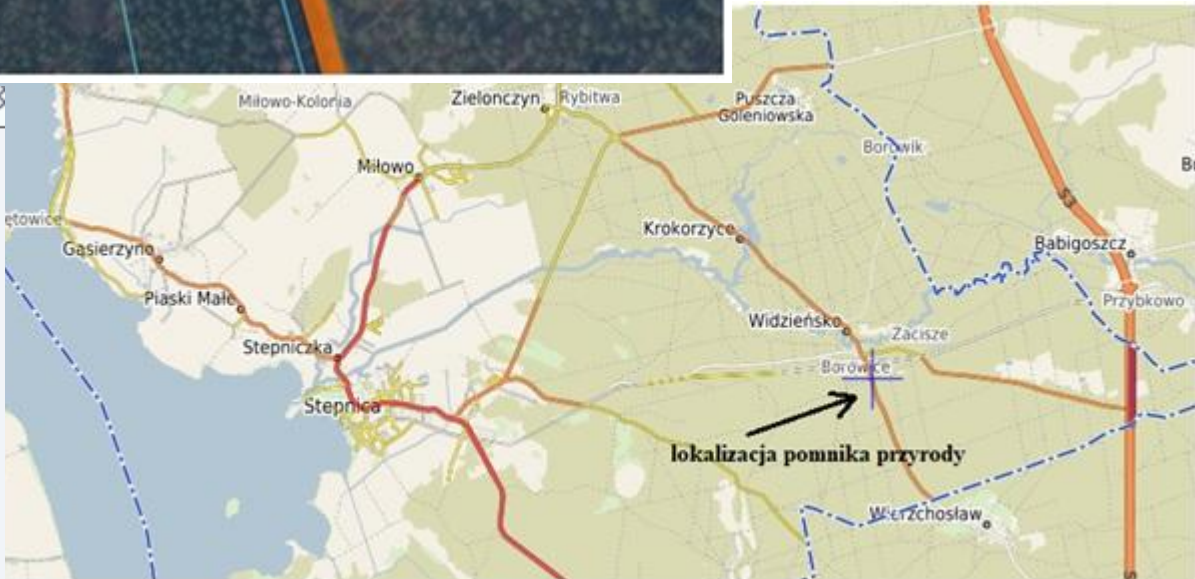 Miłowo-Kolonia
Zielonczyn
Rybitwa
Puszcza
Goleniowska
Borowik
Miłowo
S3
Krokorzyce
Babigoszcz
Gąsierzyno
Przybkowo
Piaski Małe
Widzieńsko
Zacisze
Stepniczka
Borowice
Stepnica
lokalizacja pomnika przyrody
Wierzchosław